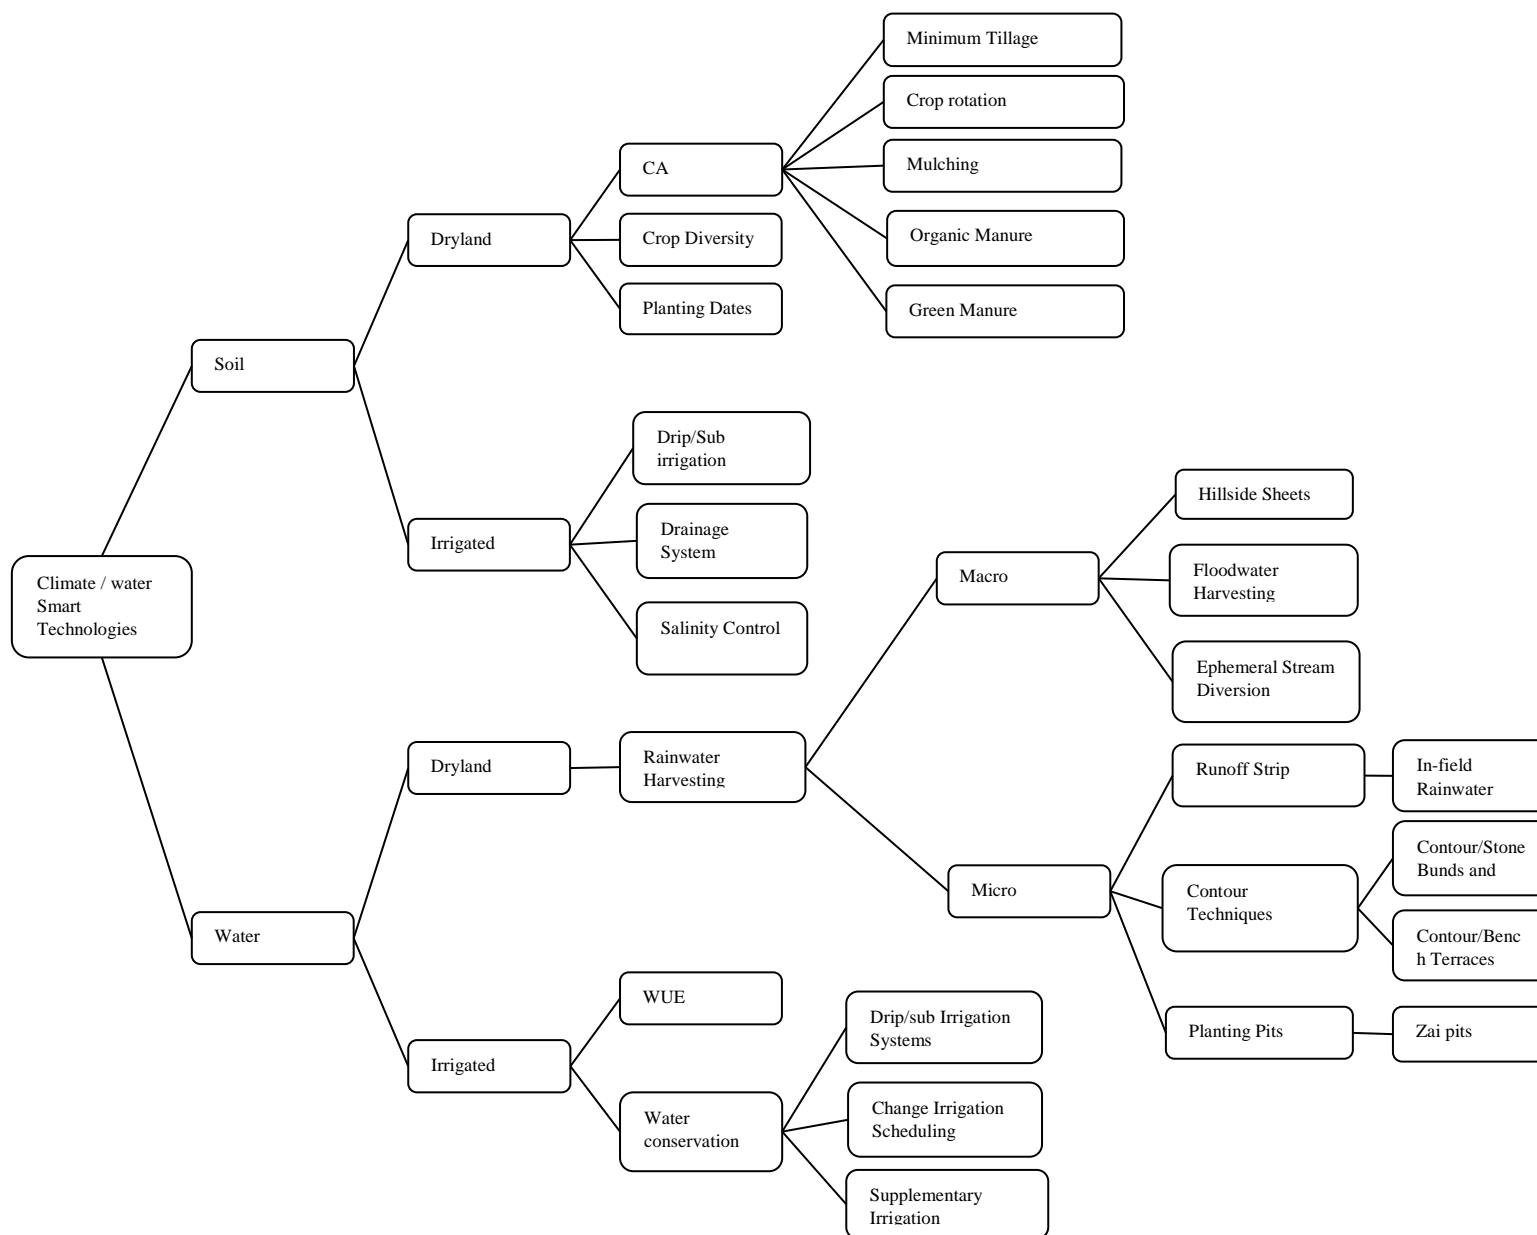 Minimum Tillage
Crop rotation
Mulching
Organic Manure
Green Manure
CA
Crop Diversity
Planting Dates
Dryland
Soil
Irrigated
Drip/Sub
irrigation
Drainage
System
Salinity Control
Climate / water
Smart
Technologies
Water
Dryland
Rainwater
Harvesting
Macro
Hillside Sheets
Floodwater
Harvesting
Ephemeral Stream
Diversion
Micro
Runoff Strip
In-field
Rainwater
Contour
Techniques
Contour/Stone
Bunds and
Contour/Benc
h Terraces
Planting Pits
Zai pits
Irrigated
WUE
Water
conservation
Drip/sub Irrigation
Systems
Change Irrigation
Scheduling
Supplementary
Irrigation